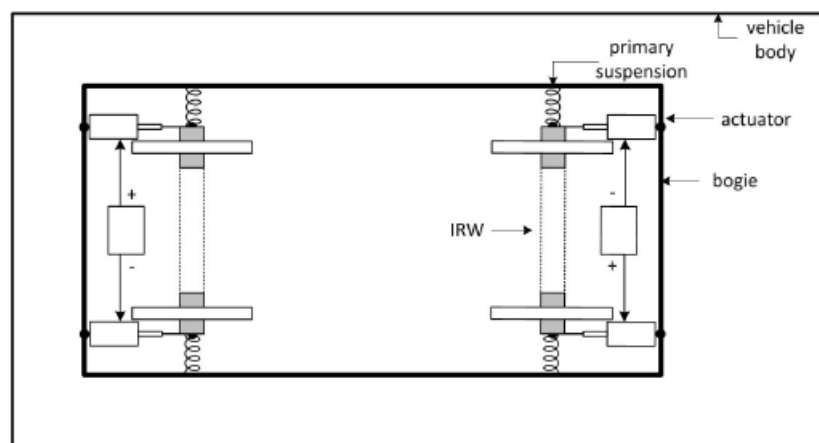 vehicle
body
primary
suspension
actuator
+
-
bogie
IRW
-
+